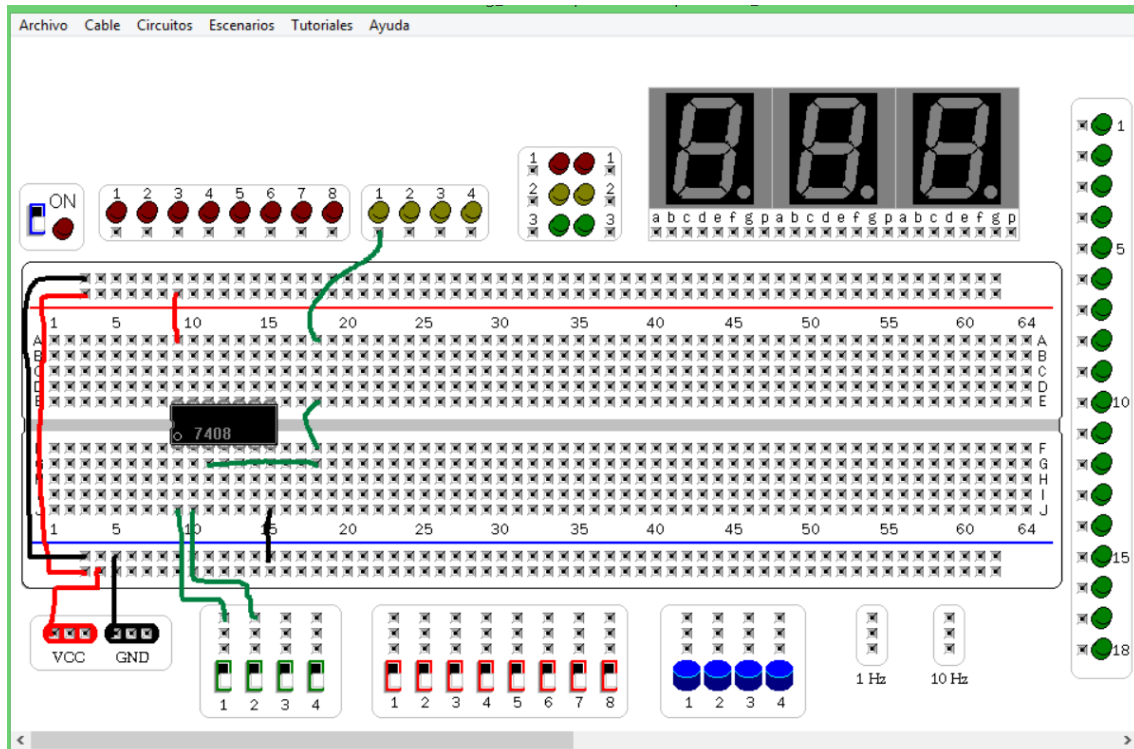 Archivo Cable Circuitos Escenarios Tutoriales Ayuda
ON
1 2 3 4 5 6 7 8
1 2 3 4
1 1
2 2
3 3
a b c d e f g p a b c d e f g p a b c d e f g p
1
5
10
15
18
1 5 10 15 20 25 30 35 40 45 50 55 60 64
A A
B B
C C
D D
E E
7408
F
G G
H
I I
J J
1 5 10 15 20 25 30 35 40 45 50 55 60 64
VCC GND
1 2 3 4
1 2 3 4 5 6 7 8
1 2 3 4
1 Hz 10 Hz